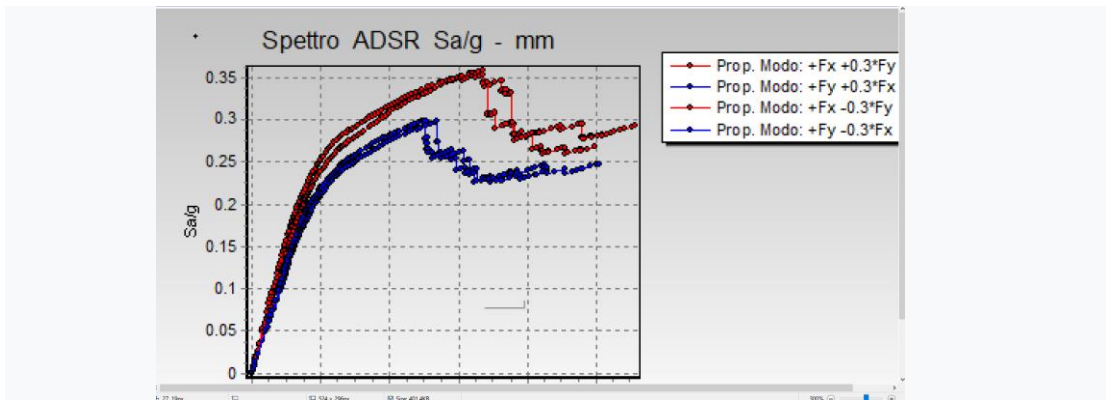 Spettro ADSR Sa/g - mm
Prop. Modo: +Fx +0.3*Fy
Prop. Modo: +Fy +0.3*Fx
Prop. Modo: +Fx -0.3*Fy
Prop. Modo: +Fy -0.3*Fx
0.35
0.3
0.25
0.2
0.15
0.1
0.05
0
Sa/g